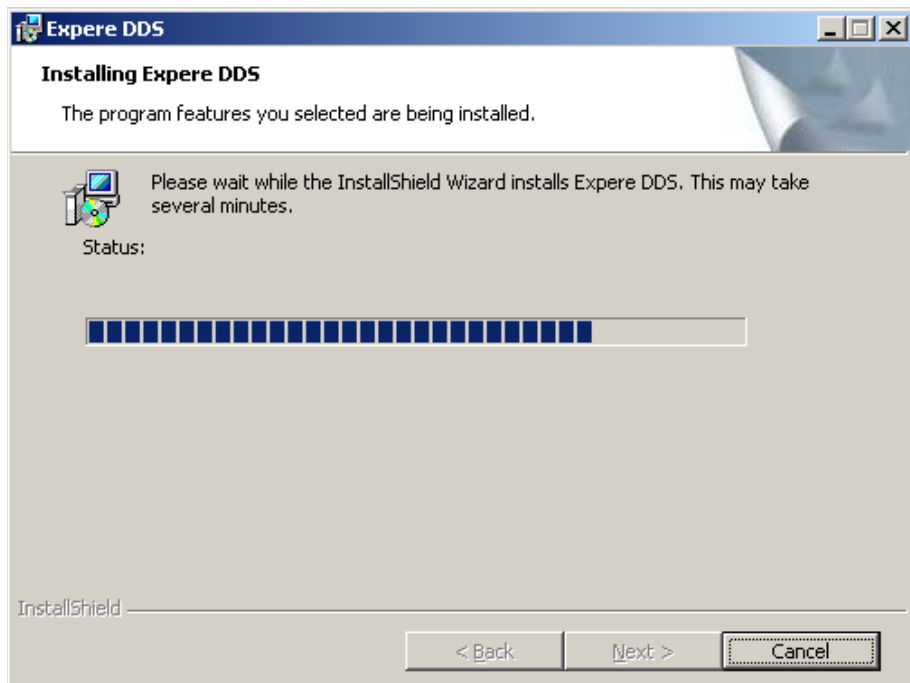 Expere DDS
Installing Expere DDS
The program features you selected are being installed.
Please wait while the InstallShield Wizard installs Expere DDS. This may take
several minutes.
Status:
InstallShield
< Back
Next >
Cancel